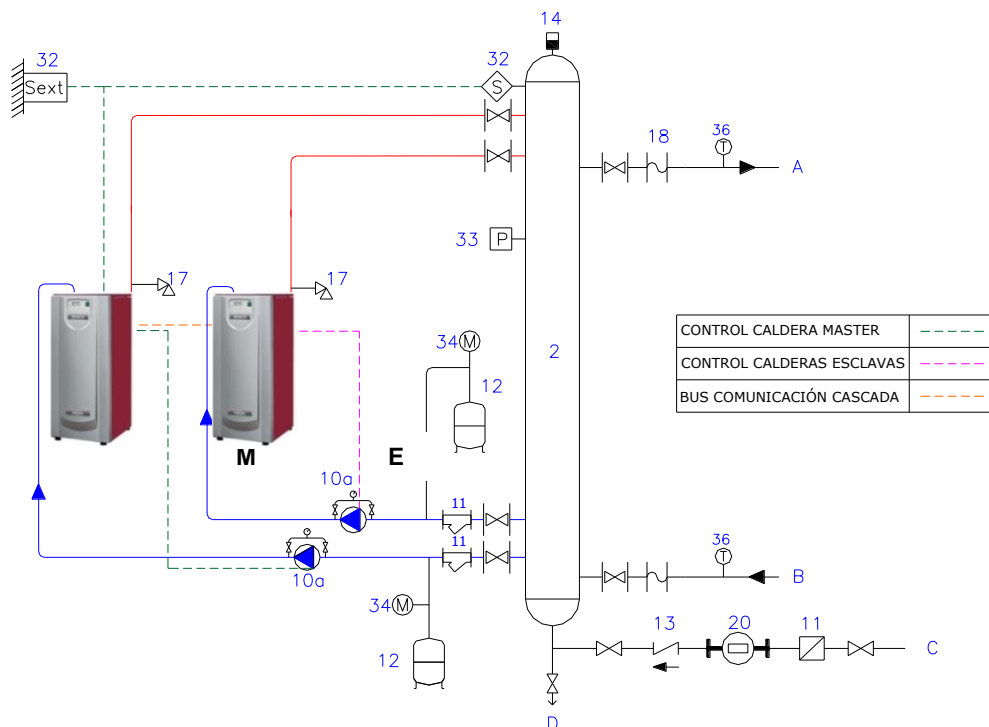 14
32
32
Sext
S
36
18
T
A
33
P
17
17
CONTROL CALDERA MASTER
CONTROL CALDERAS ESCLAVAS
BUS COMUNICACIÓN CASCADA
34
M
12
2
M
E
10a
11
11
10a
36
T
B
34
M
12
13
20
11
C
D